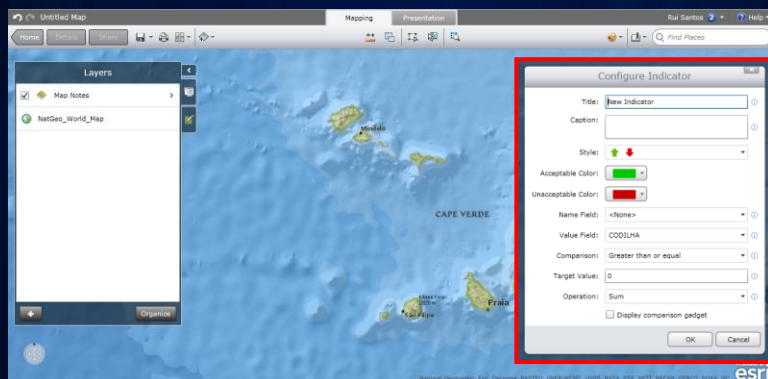 Untitled Map
Mapping
Presentation
Rui Santos
Help
Home
Details
Share
Find Places
Layers
Map Notes
NatGeo_World_Map
Organize
Mindelo
CAPE VERDE
Praia
São Filipe
Configure Indicator
Title:
New Indicator
Caption:
Style:
Acceptable Color:
Unacceptable Color:
Name Field:
<None>
Value Field:
CODILHA
Comparison:
Greater than or equal
Target Value:
0
Operation:
Sum
Display comparison gadget
OK
Cancel
esri